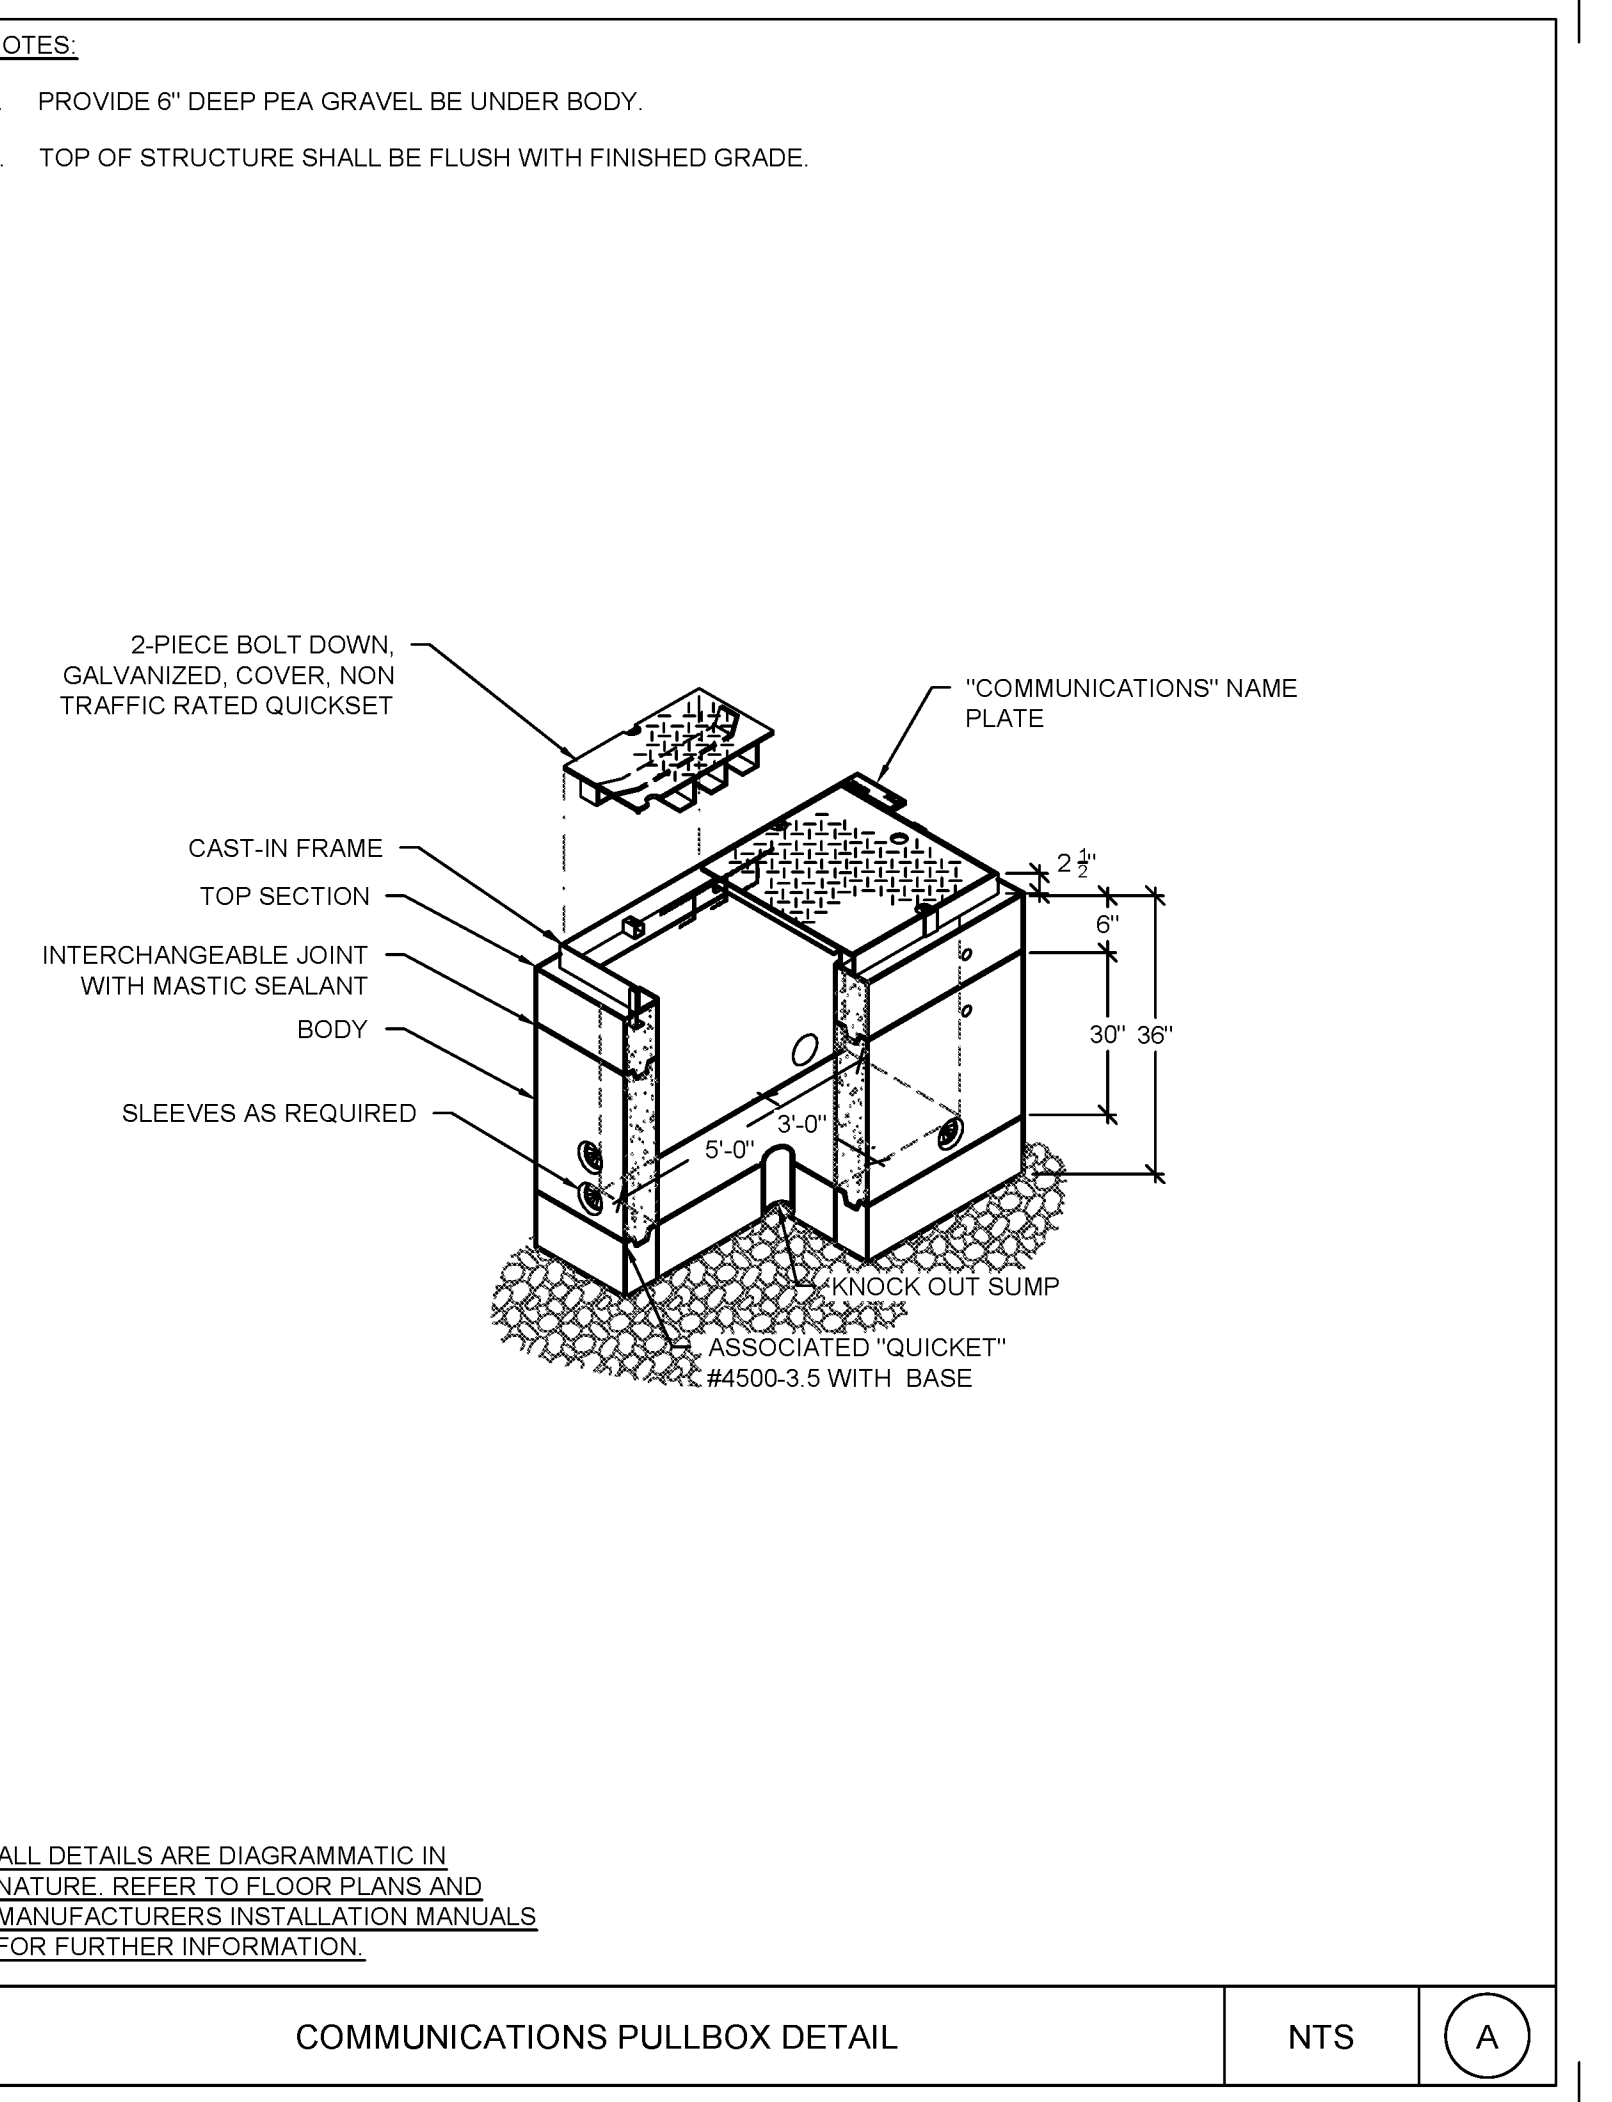 OTES:
. PROVIDE 6" DEEP PEA GRAVEL BE UNDER BODY.
. TOP OF STRUCTURE SHALL BE FLUSH WITH FINISHED GRADE.
2-PIECE BOLT DOWN,
GALVANIZED, COVER, NON
TRAFFIC RATED QUICKSET
"COMMUNICATIONS" NAME
PLATE
CAST-IN FRAME
2 1/2"
TOP SECTION
6"
INTERCHANGEABLE JOINT
WITH MASTIC SEALANT
BODY
30" 36"
SLEEVES AS REQUIRED
3'-0"
5'-0"
KNOCK OUT SUMP
ASSOCIATED "QUICKET"
#4500-3.5 WITH BASE
ALL DETAILS ARE DIAGRAMMATIC IN
NATURE. REFER TO FLOOR PLANS AND
MANUFACTURERS INSTALLATION MANUALS
FOR FURTHER INFORMATION.
COMMUNICATIONS PULLBOX DETAIL
NTS
A